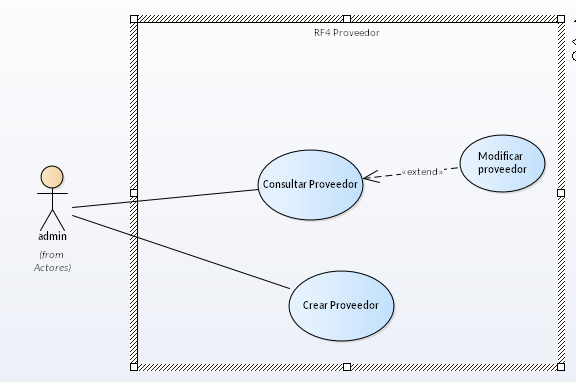 RF4 Proveedor
Consultar Proveedor
«extend»
Modificar
proveedor
admin
(from
Actores)
Crear Proveedor